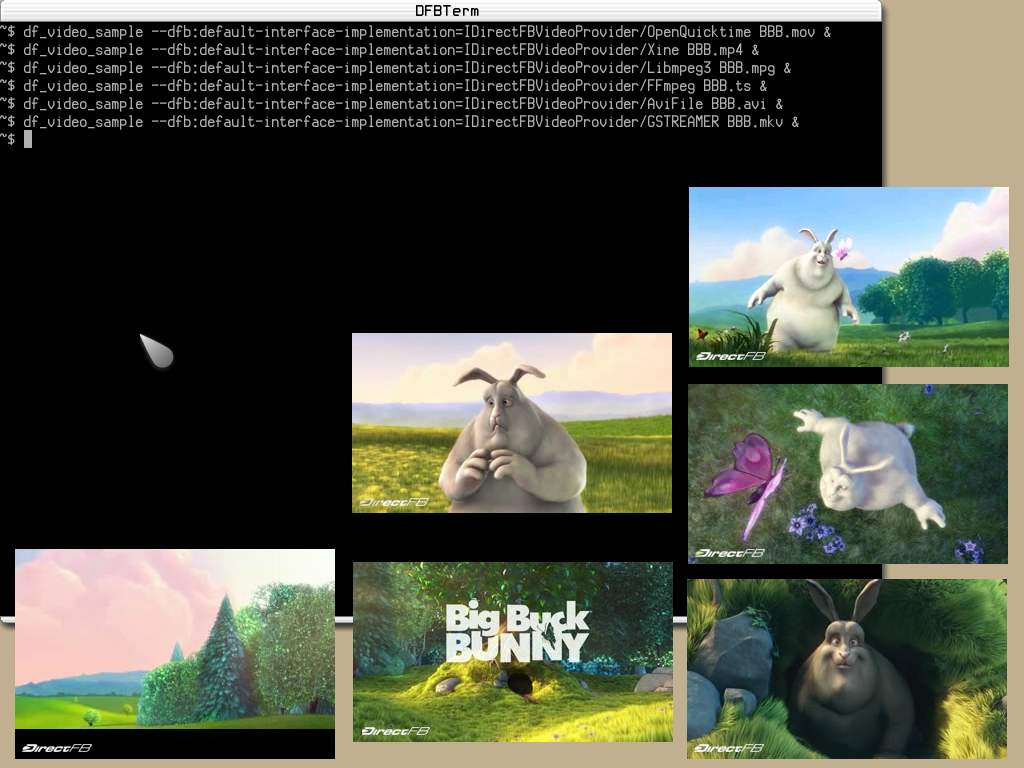 DFBTerm
~$ df_video_sample --dfb:default-interface-implementation=IDirectFBVideoProvider/OpenQuicktime BBB.mov &
~$ df_video_sample --dfb:default-interface-implementation=IDirectFBVideoProvider/Xine BBB.mp4 &
~$ df_video_sample --dfb:default-interface-implementation=IDirectFBVideoProvider/Libmpeg3 BBB.mpg &
~$ df_video_sample --dfb:default-interface-implementation=IDirectFBVideoProvider/FFmpeg BBB.ts &
~$ df_video_sample --dfb:default-interface-implementation=IDirectFBVideoProvider/AviFile BBB.avi &
~$ df_video_sample --dfb:default-interface-implementation=IDirectFBVideoProvider/GSTREAMER BBB.mkv &
~$
DirectFB
DirectFB
DirectFB
Big Buck
BUNNY
DirectFB
DirectFB
DirectFB